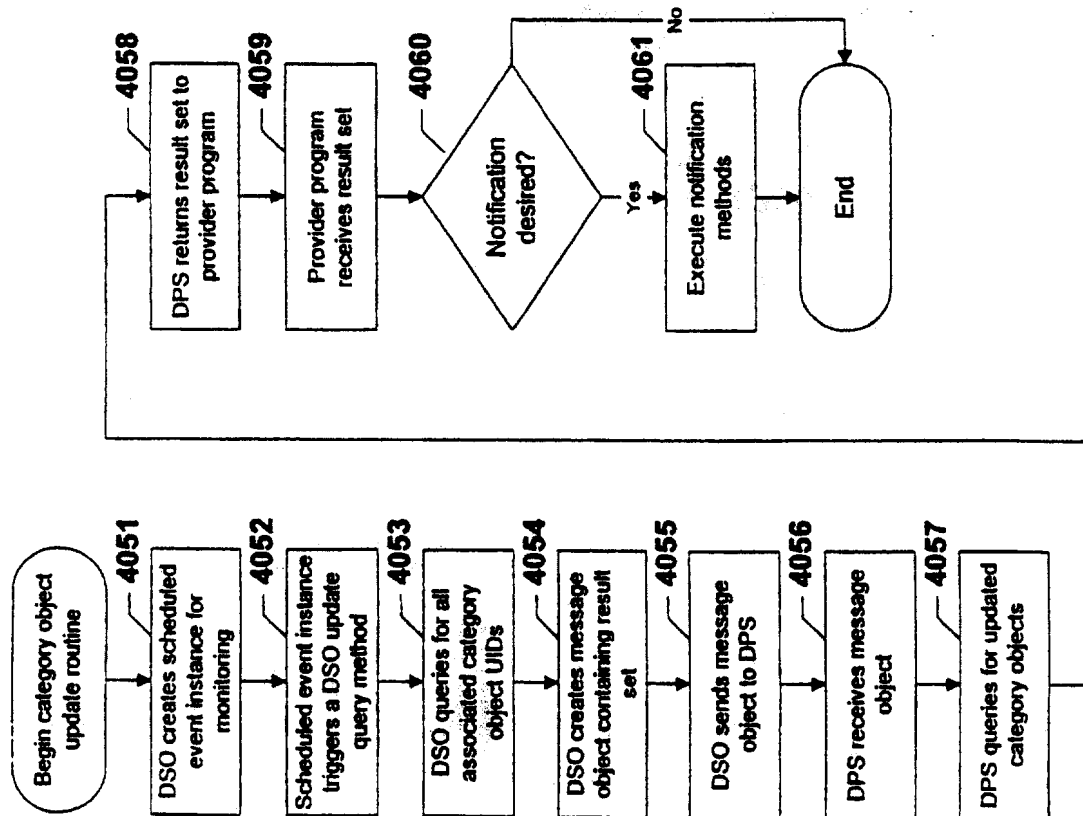 Begin category object
update routine
4051
DSO creates scheduled
event instance for
monitoring
4052
Scheduled event instance
triggers a DSO update
query method
4053
DSO queries for all
associated category
object UIDs
4054
DSO creates message
object containing result
set
4055
DSO sends message
object to DPS
4056
DPS receives message
object
4057
DPS queries for updated
category objects
4058
DPS returns result set to
provider program
4059
Provider program
receives result set
4060
Notification
desired?
No
Yes
4061
Execute notification
methods
End